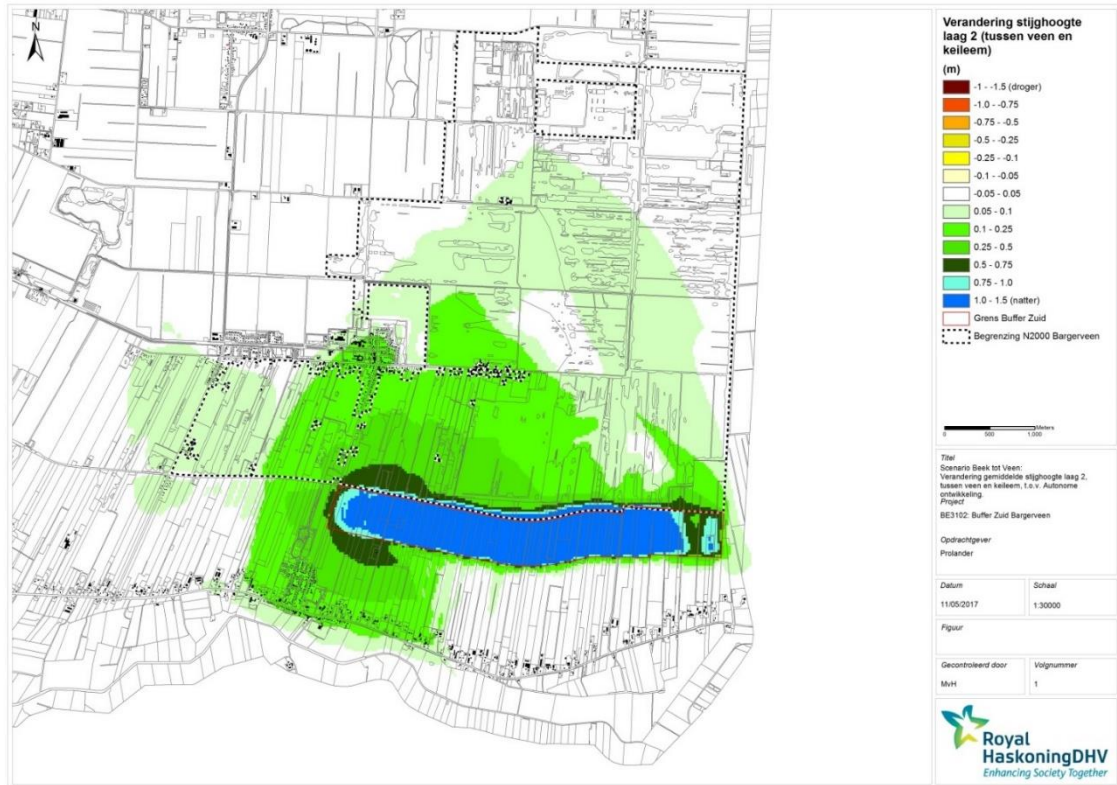 N
Verandering stijghoogte
laag 2 (tussen veen en
keileem)
(m)
-1 - -1.5 (droger)
-1.0 - -0.75
-0.75 - -0.5
-0.5 - -0.25
-0.25 - -0.1
-0.1 - -0.05
-0.05 - 0.05
0.05 - 0.1
0.1 - 0.25
0.25 - 0.5
0.5 - 0.75
0.75 - 1.0
1.0 - 1.5 (natter)
Grens Buffer Zuid
Begrenzing N2000 Bargerveen
Meters
0 500 1,000
Titel
Scenario Beek tot Veen:
Verandering gemiddelde stijghoogte laag 2,
tussen veen en keileem, t.o.v. Autonome
ontwikkeling.
Project
BE3102: Buffer Zuid Bargerveen
Opdrachtgever
Prolander
Datum Schaal
11/05/2017 1:30000
Figuur
Gecontroleerd door Volgnummer
MvH 1
Royal
HaskoningDHV
Enhancing Society Together